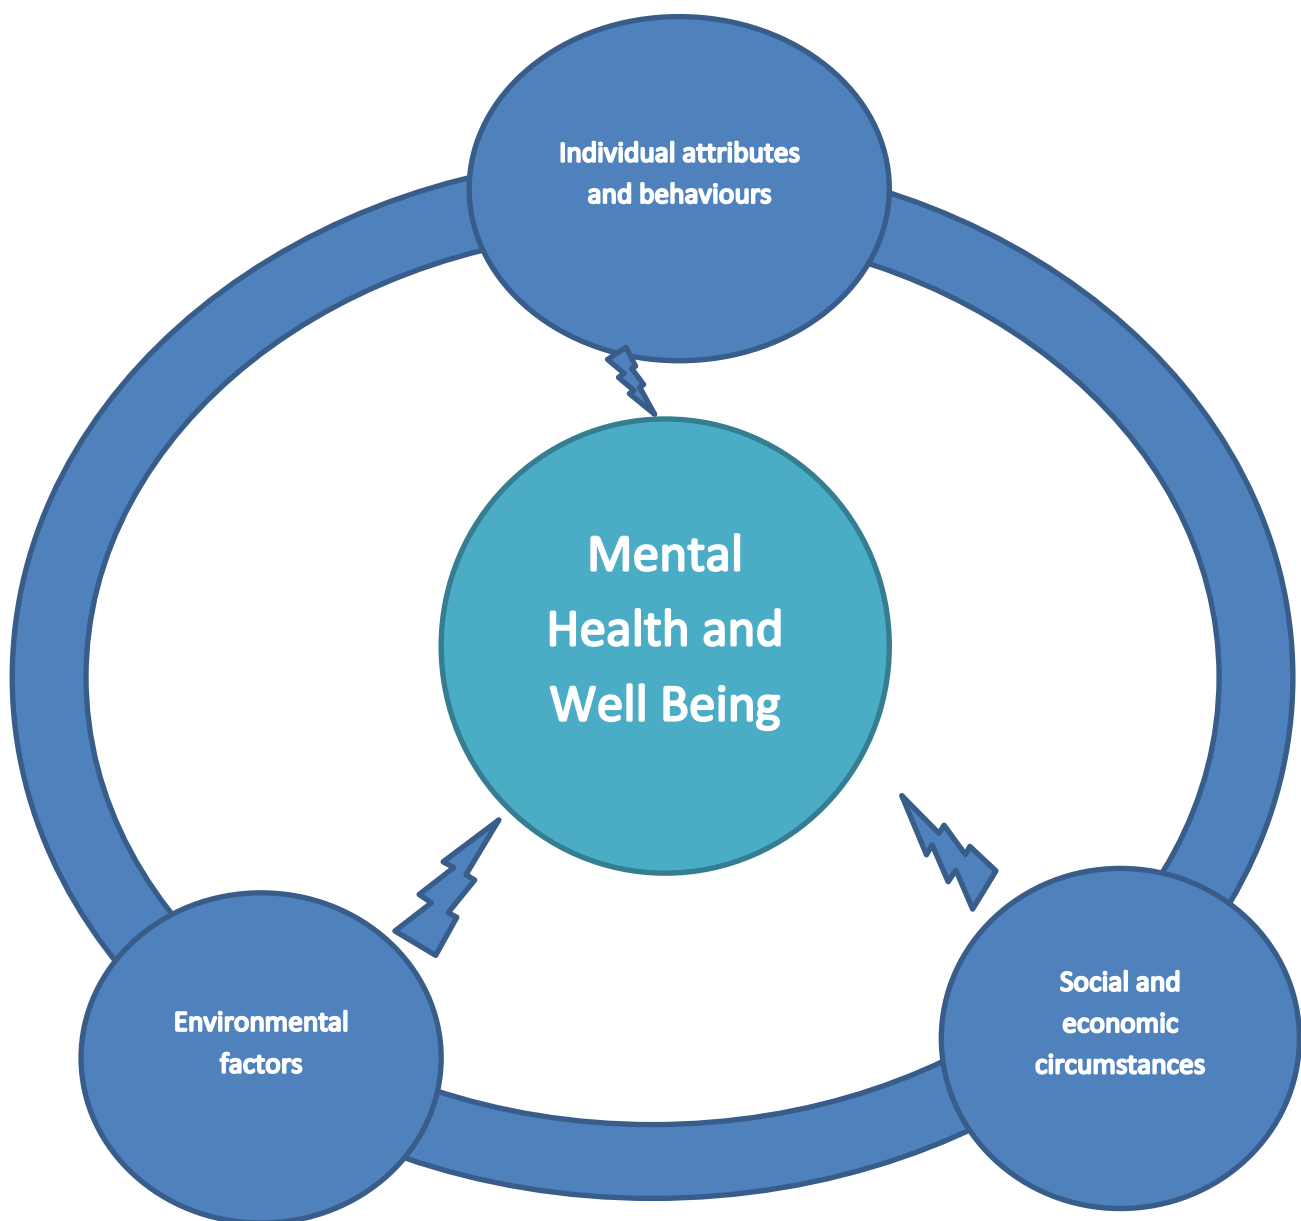 Individual attributes
and behaviours
Mental
Health and
Well Being
Environmental
factors
Social and
economic
circumstances